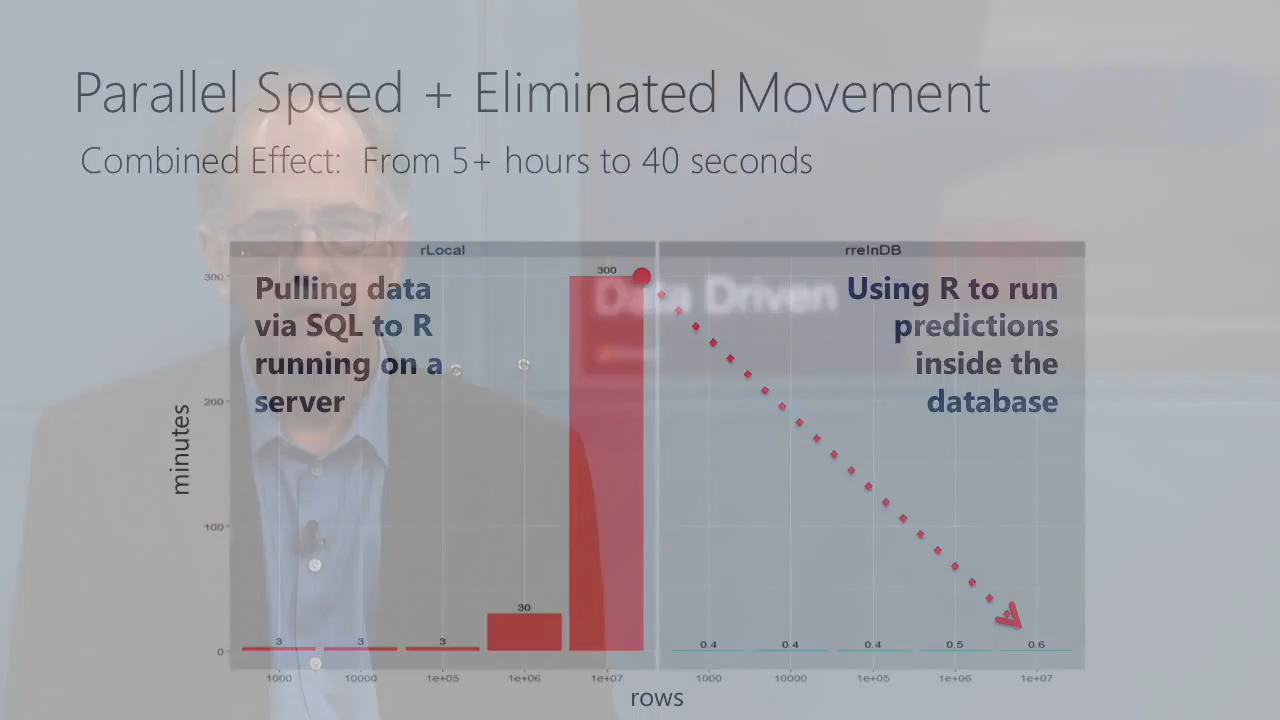 Parallel Speed + Eliminated Movement
Combined Effect: From 5+ hours to 40 seconds
rLocal
rreInDB
Pulling data
via SQL to R
running on a
server
Data Driven
Using R to run
predictions
inside the
database
minutes
300
200
100
0
3
3
3
30
300
0.4
0.4
0.4
0.5
0.6
1000
10000
1e+05
1e+06
1e+07
1000
10000
1e+05
1e+06
1e+07
rows